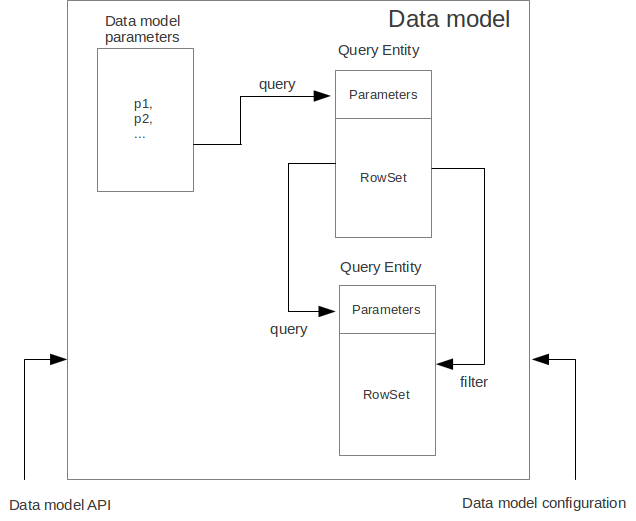 Data model
Data model
parameters
p1,
p2,
...
query
Query Entity
Parameters
RowSet
Query Entity
Parameters
query
RowSet
filter
Data model API
Data model configuration